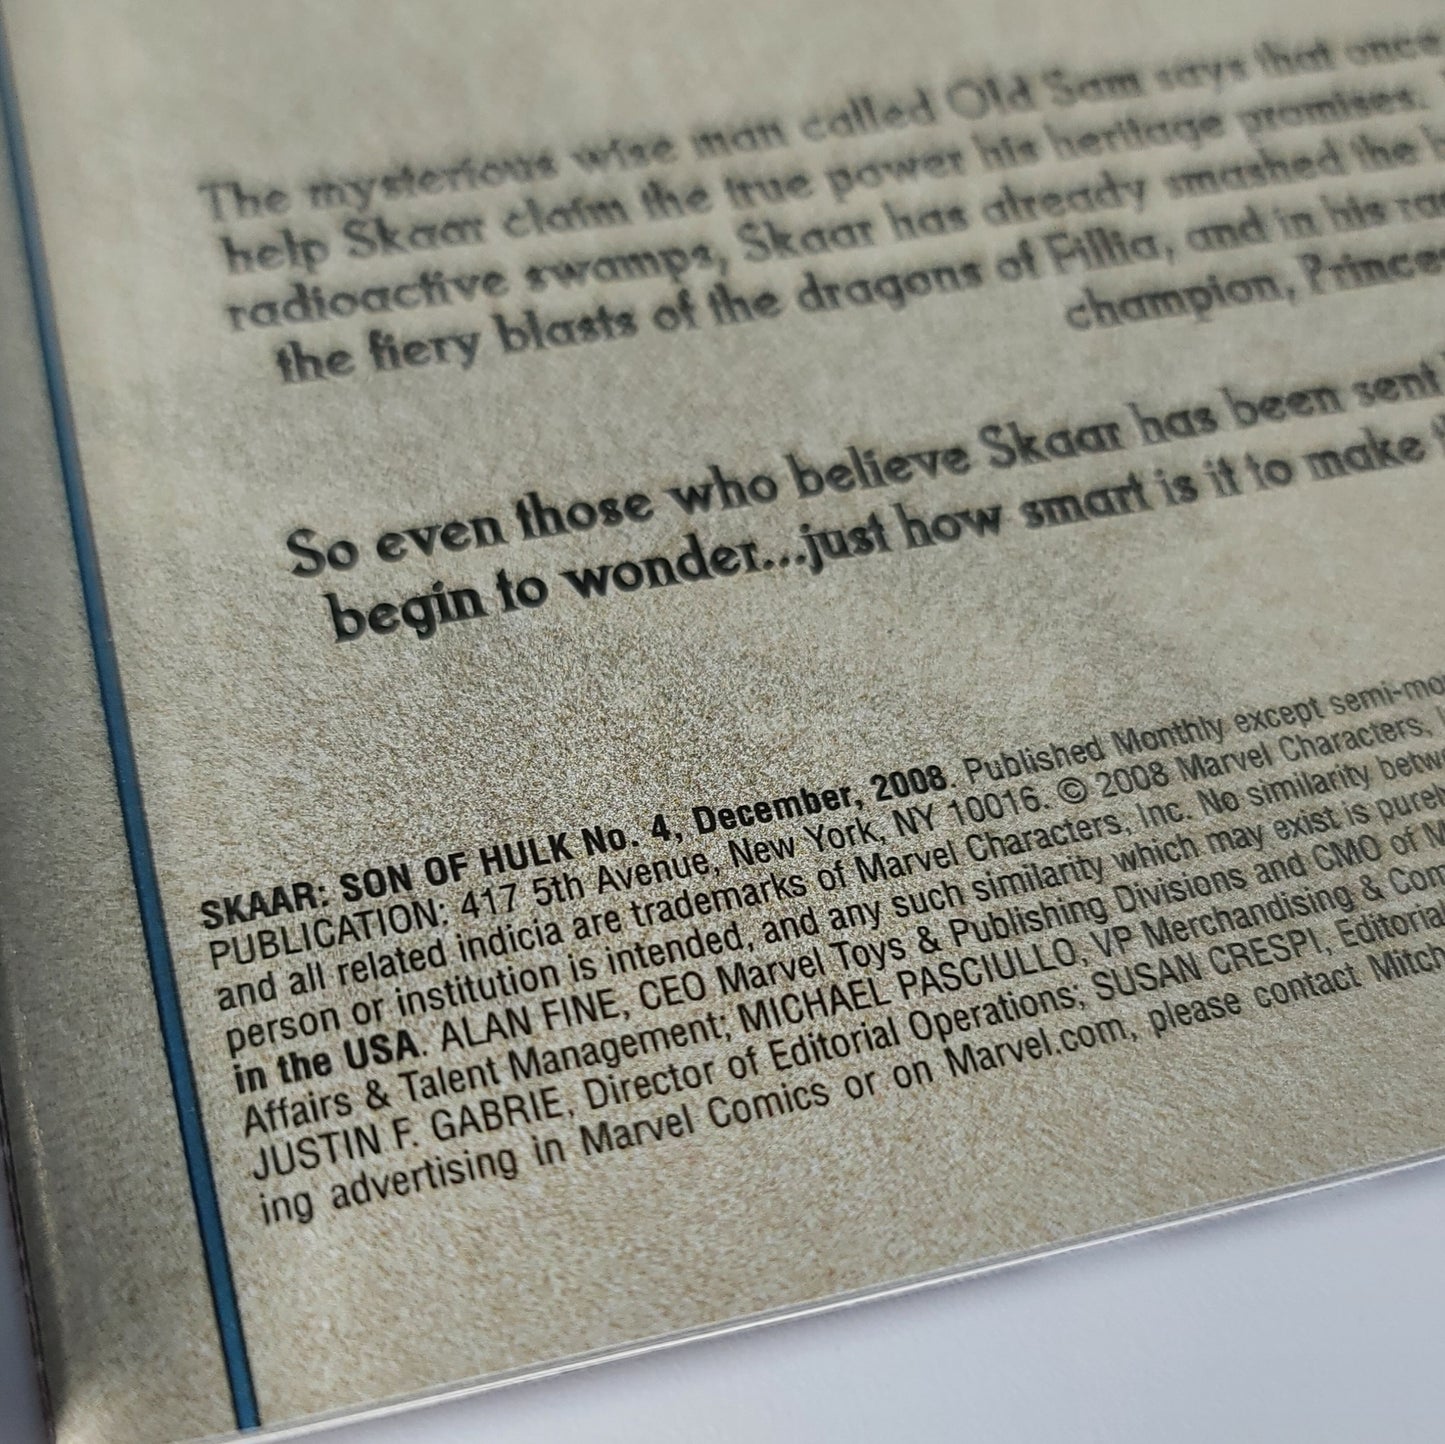 The mysterious wise man called Old Sam says that once
help Skaar claim the true power his heritage promises.
radioactive swamps, Skaar has already smashed the
the fiery blasts of the dragons of Fillia, and in his
champion,
So even those who believe Skaar has been sent
begin to wonder...just how smart is it to make
SKAAR: SON OF HULK No. 4, December, 2008. Published Monthly except
PUBLICATION: 417 5th Avenue, New York, NY 10016. © 2008 Marvel Characters,
and all related indicia are trademarks of Marvel Characters, Inc. No similarity
person or institution is intended, and any such similarity which may exist is
in the USA. ALAN FINE, CEO Marvel Toys & Publishing Divisions and CMO of
Affairs & Talent Management; MICHAEL PASCIULLO, VP Merchandising &
JUSTIN F. GABRIE, Director of Editorial Operations; SUSAN CRESPI, Editorial
ing advertising in Marvel Comics or on Marvel.com, please contact Mitch